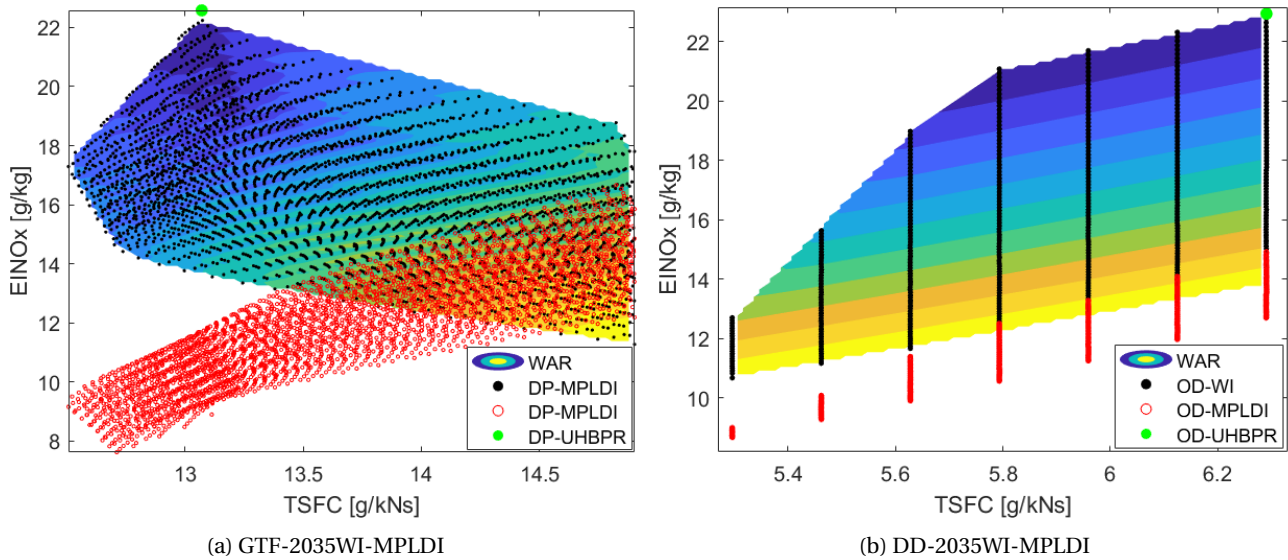 22
20
18
16
14
12
10
8
EINOx [g/kg]
13
13.5
14
14.5
TSFC [g/kNs]
WAR
DP-MPLDI
DP-MPLDI
DP-UHBPR
(a) GTF-2035WI-MPLDI
22
20
18
16
14
12
10
EINOx [g/kg]
5.4
5.6
5.8
6
6.2
TSFC [g/kNs]
WAR
OD-WI
OD-MPLDI
OD-UHBPR
(b) DD-2035WI-MPLDI